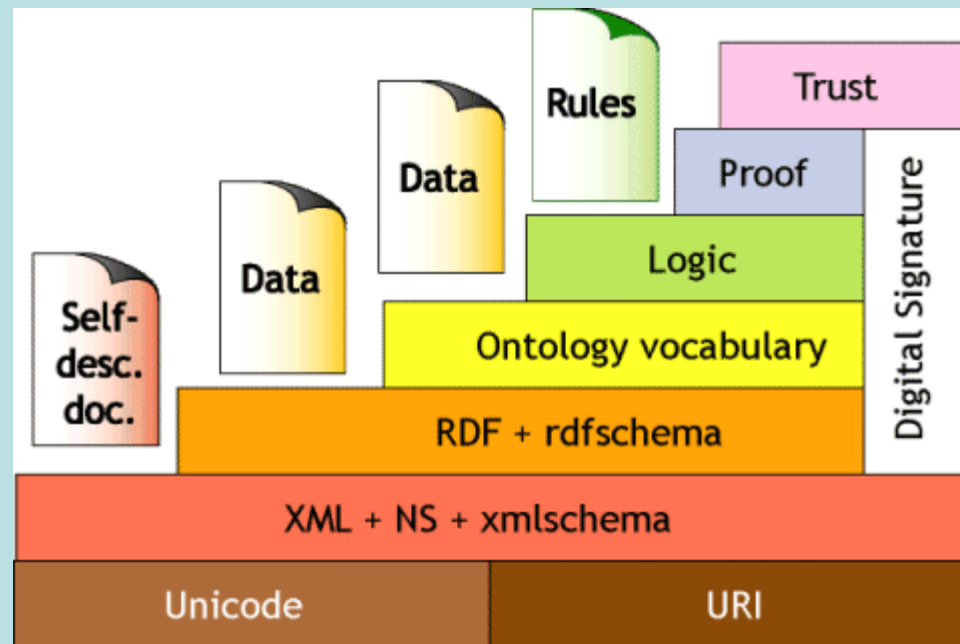 Rules
Trust
Data
Proof
Data
Logic
Self-
desc.
doc.
Ontology vocabulary
Digital Signature
RDF + rdfschema
XML + NS + xmlschema
Unicode
URI